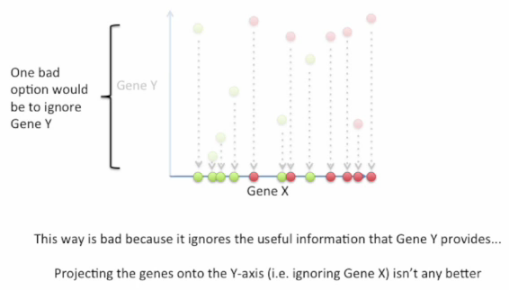 One bad
option would
be to ignore
Gene Y
Gene Y
Gene X
This way is bad because it ignores the useful information that Gene Y provides...
Projecting the genes onto the Y-axis (i.e. ignoring Gene X) isn't any better